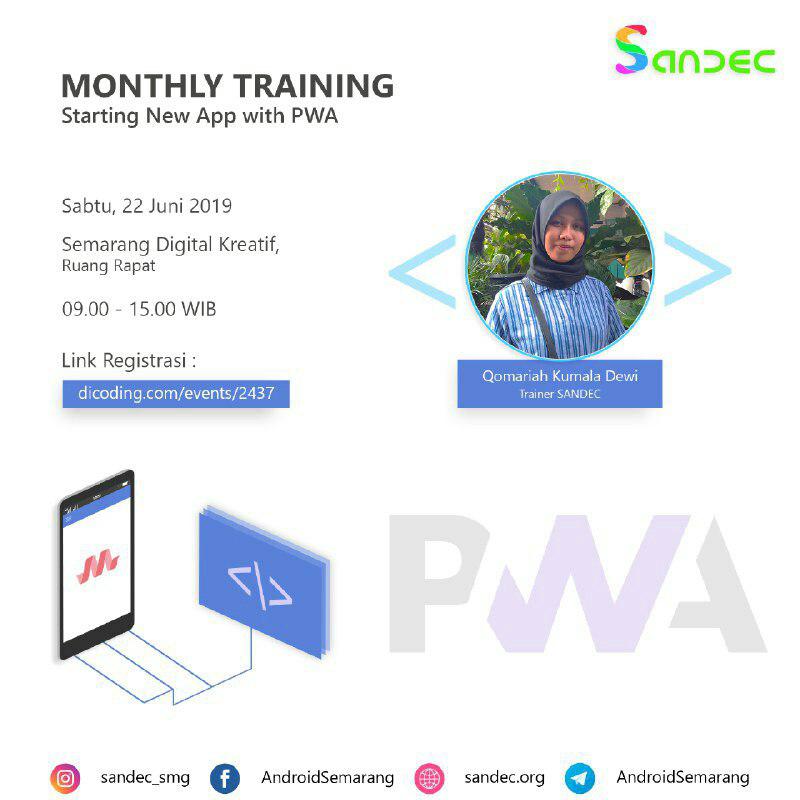 SANDEC
MONTHLY TRAINING
Starting New App with PWA
Sabtu, 22 Juni 2019
Semarang Digital Kreatif,
Ruang Rapat
09.00 - 15.00 WIB
Link Registrasi :
dicoding.com/events/2437
Qomariah Kumala Dewi
Trainer SANDEC
</>
PWA
sandec_smg
AndroidSemarang
sandec.org
AndroidSemarang